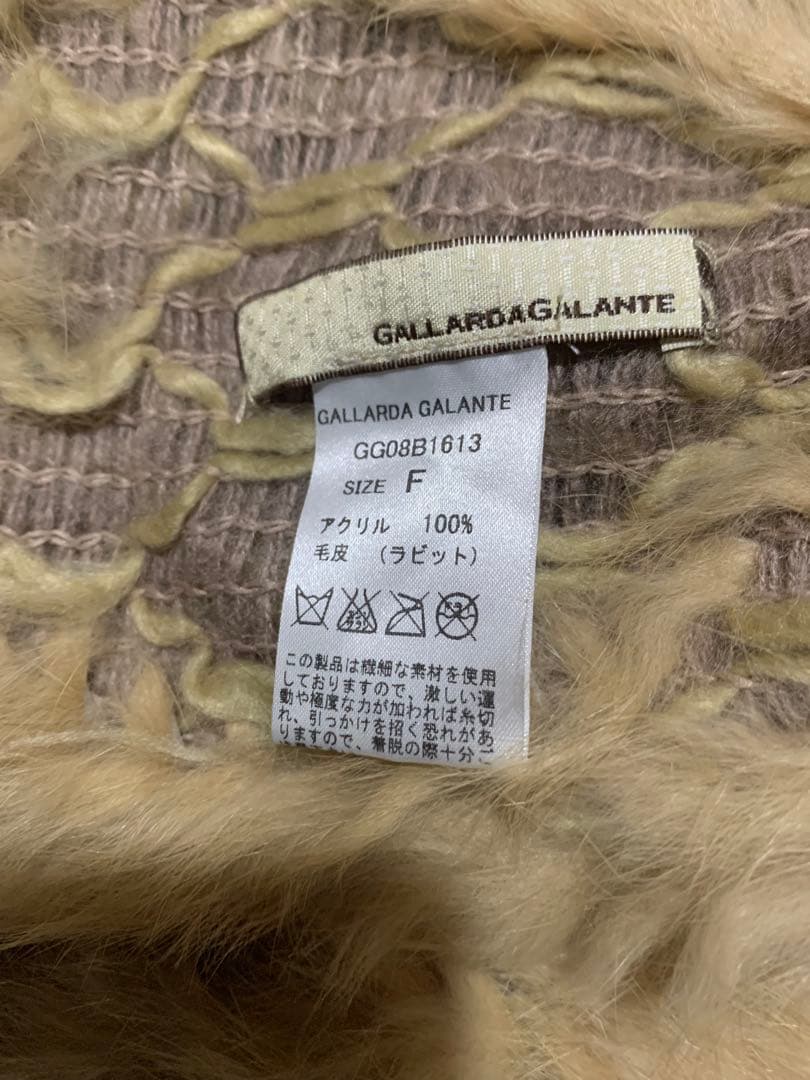 GALLARDAGALANTE
GALLARDA GALANTE
GG08B1613
SIZE F
アクリル 100%
毛皮 (ラビット)
この製品は繊細な素材を使用
しておりますので、激しい運
動や極度な力が加われば糸切
れ、引っかけを招く恐れがあ
りますので、着脱の際十分ご